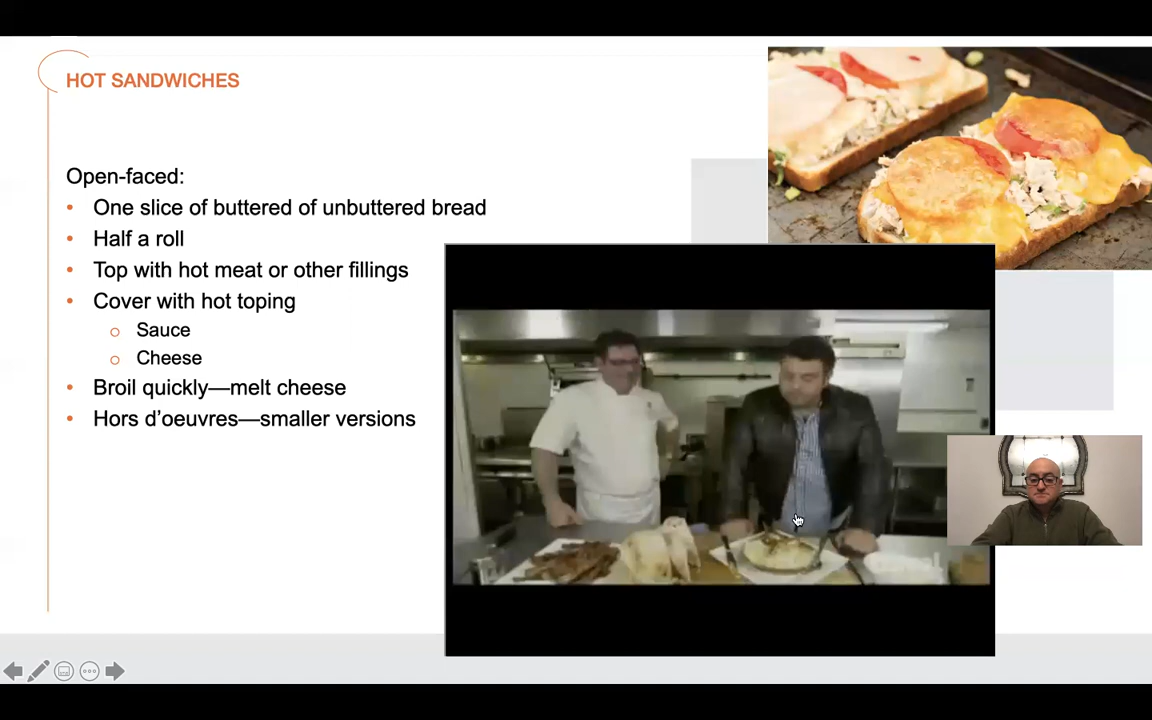 HOT SANDWICHES
Open-faced:
• One slice of buttered of unbuttered bread
• Half a roll
• Top with hot meat or other fillings
• Cover with hot toping
o Sauce
o Cheese
• Broil quickly—melt cheese
• Hors d’oeuvres—smaller versions